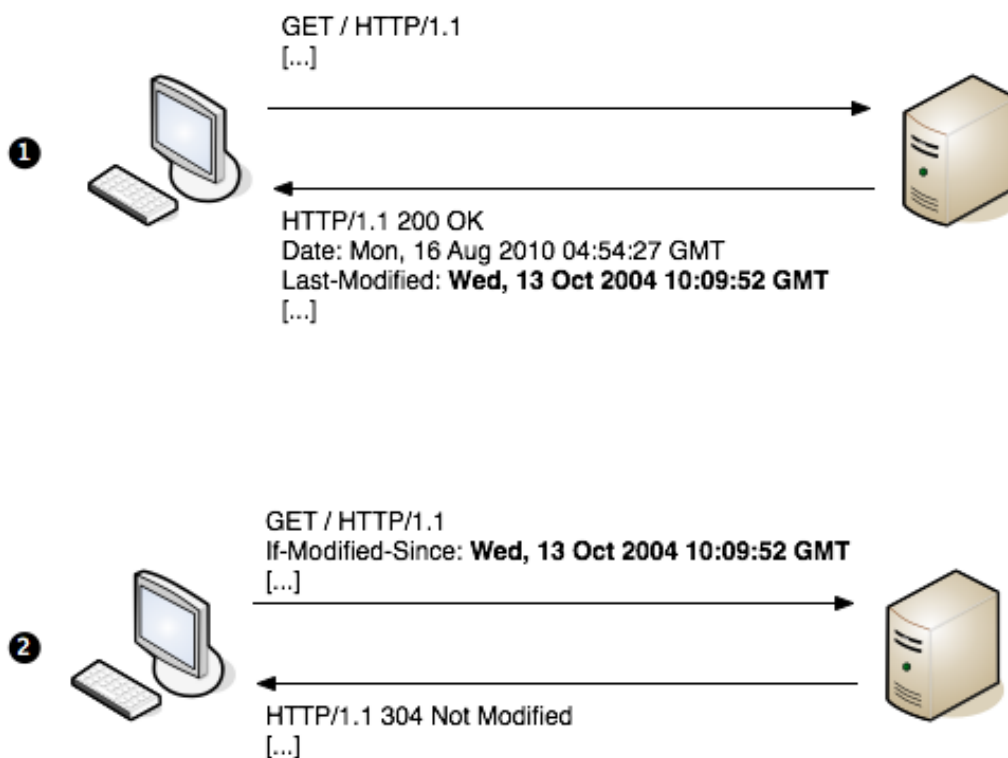 GET / HTTP/1.1
[...]
1
HTTP/1.1 200 OK
Date: Mon, 16 Aug 2010 04:54:27 GMT
Last-Modified: Wed, 13 Oct 2004 10:09:52 GMT
[...]
GET / HTTP/1.1
If-Modified-Since: Wed, 13 Oct 2004 10:09:52 GMT
[...]
2
HTTP/1.1 304 Not Modified
[...]